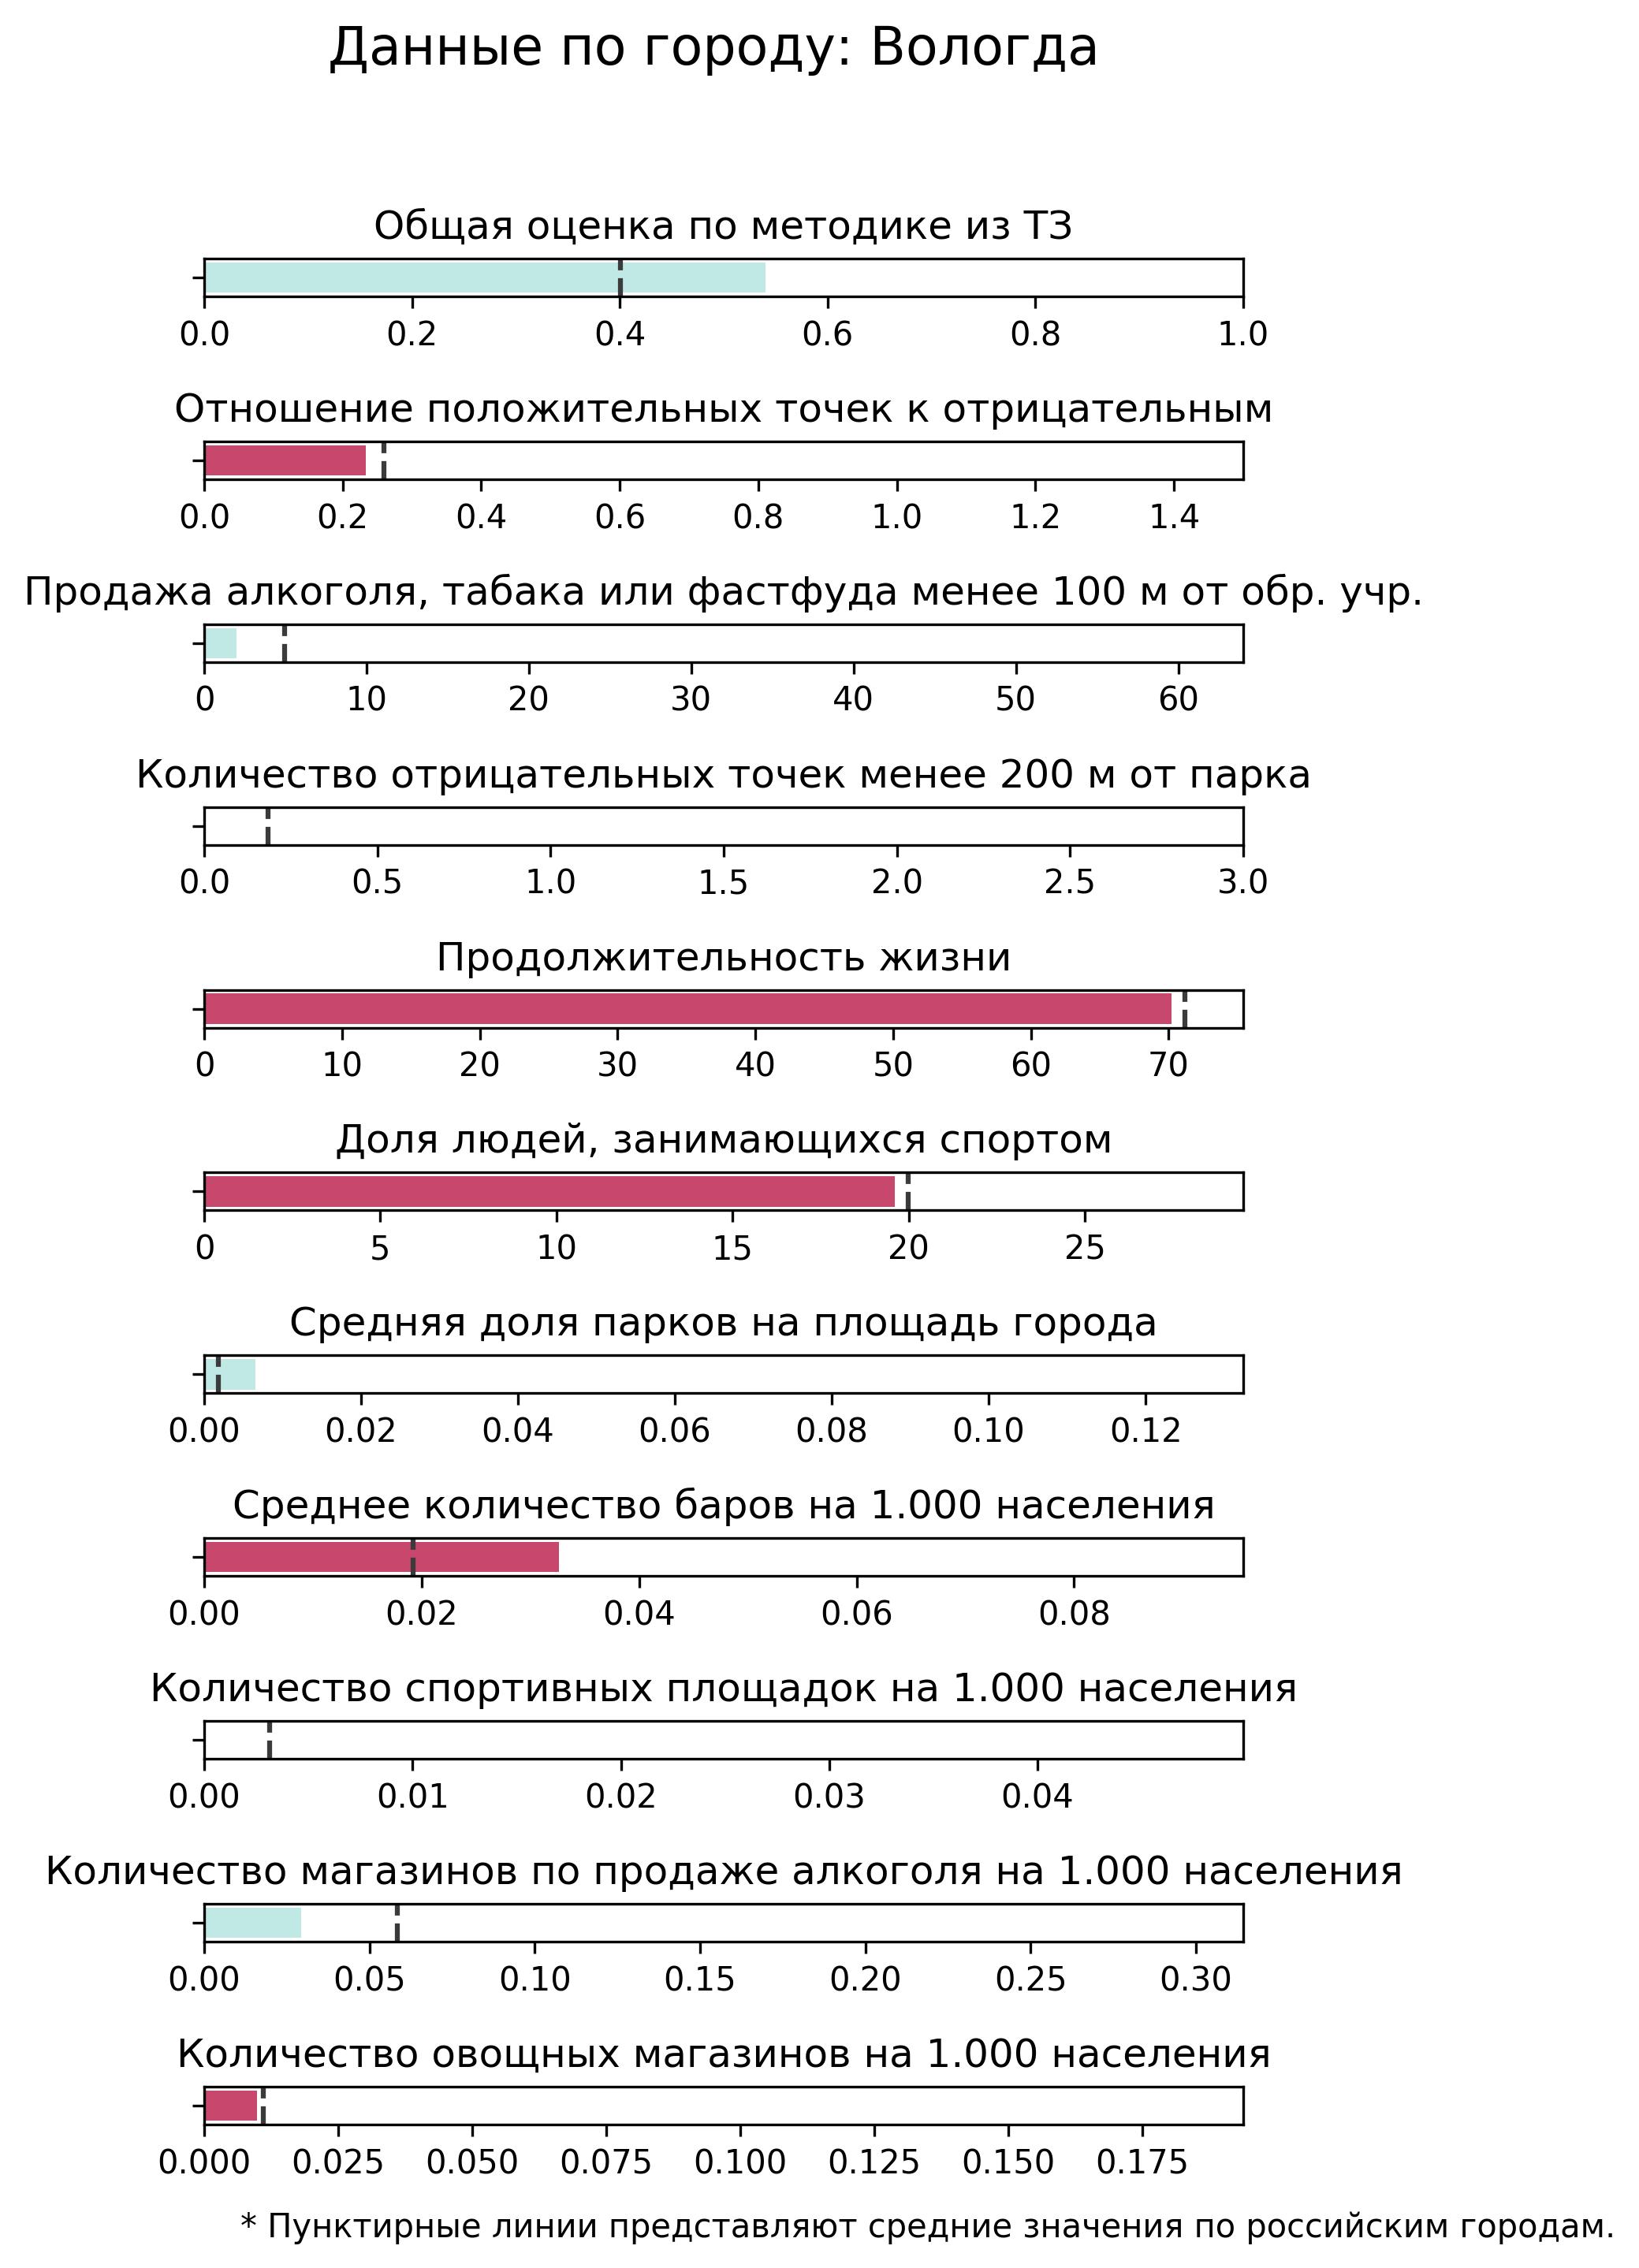 Данные по городу: Вологда
Общая оценка по методике из ТЗ
0.0 0.2 0.4 0.6 0.8 1.0
Отношение положительных точек к отрицательным
0.0 0.2 0.4 0.6 0.8 1.0 1.2 1.4
Продажа алкоголя, табака или фастфуда менее 100 м от обр. учр.
0 10 20 30 40 50 60
Количество отрицательных точек менее 200 м от парка
0.0 0.5 1.0 1.5 2.0 2.5 3.0
Продолжительность жизни
0 10 20 30 40 50 60 70
Доля людей, занимающихся спортом
0 5 10 15 20 25
Средняя доля парков на площадь города
0.00 0.02 0.04 0.06 0.08 0.10 0.12
Среднее количество баров на 1.000 населения
0.00 0.02 0.04 0.06 0.08
Количество спортивных площадок на 1.000 населения
0.00 0.01 0.02 0.03 0.04
Количество магазинов по продаже алкоголя на 1.000 населения
0.00 0.05 0.10 0.15 0.20 0.25 0.30
Количество овощных магазинов на 1.000 населения
0.000 0.025 0.050 0.075 0.100 0.125 0.150 0.175
* Пунктирные линии представляют средние значения по российским городам.